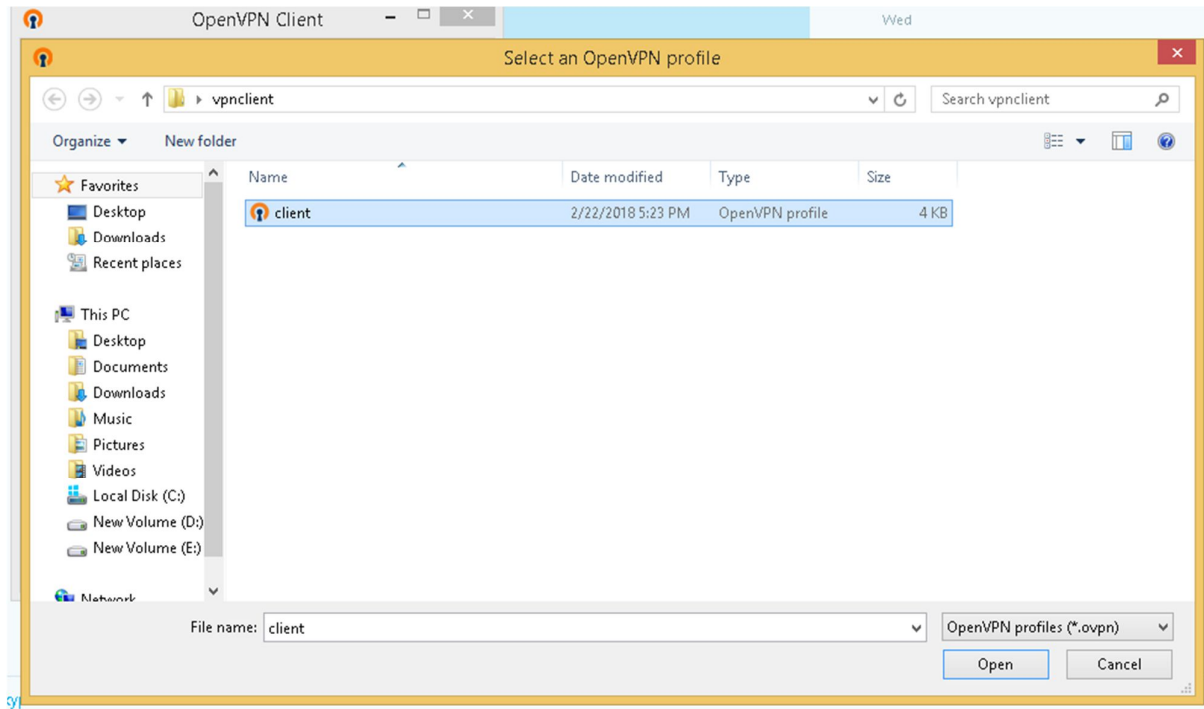 OpenVPN Client
Wed
Select an OpenVPN profile
vpnclient
Search vpnclient
Organize New folder
Name Date modified Type Size
client 2/22/2018 5:23 PM OpenVPN profile 4 KB
Favorites
Desktop
Downloads
Recent places
This PC
Desktop
Documents
Downloads
Music
Pictures
Videos
Local Disk (C:)
New Volume (D:)
New Volume (E:)
Network
File name: client OpenVPN profiles (*.ovpn)
Open Cancel